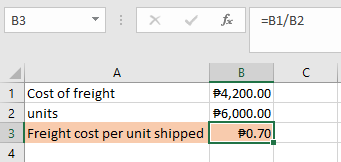 B3 fx =B1/B2
A B C
1 Cost of freight ₱4,200.00
2 units ₱6,000.00
3 Freight cost per unit shipped ₱0.70
4